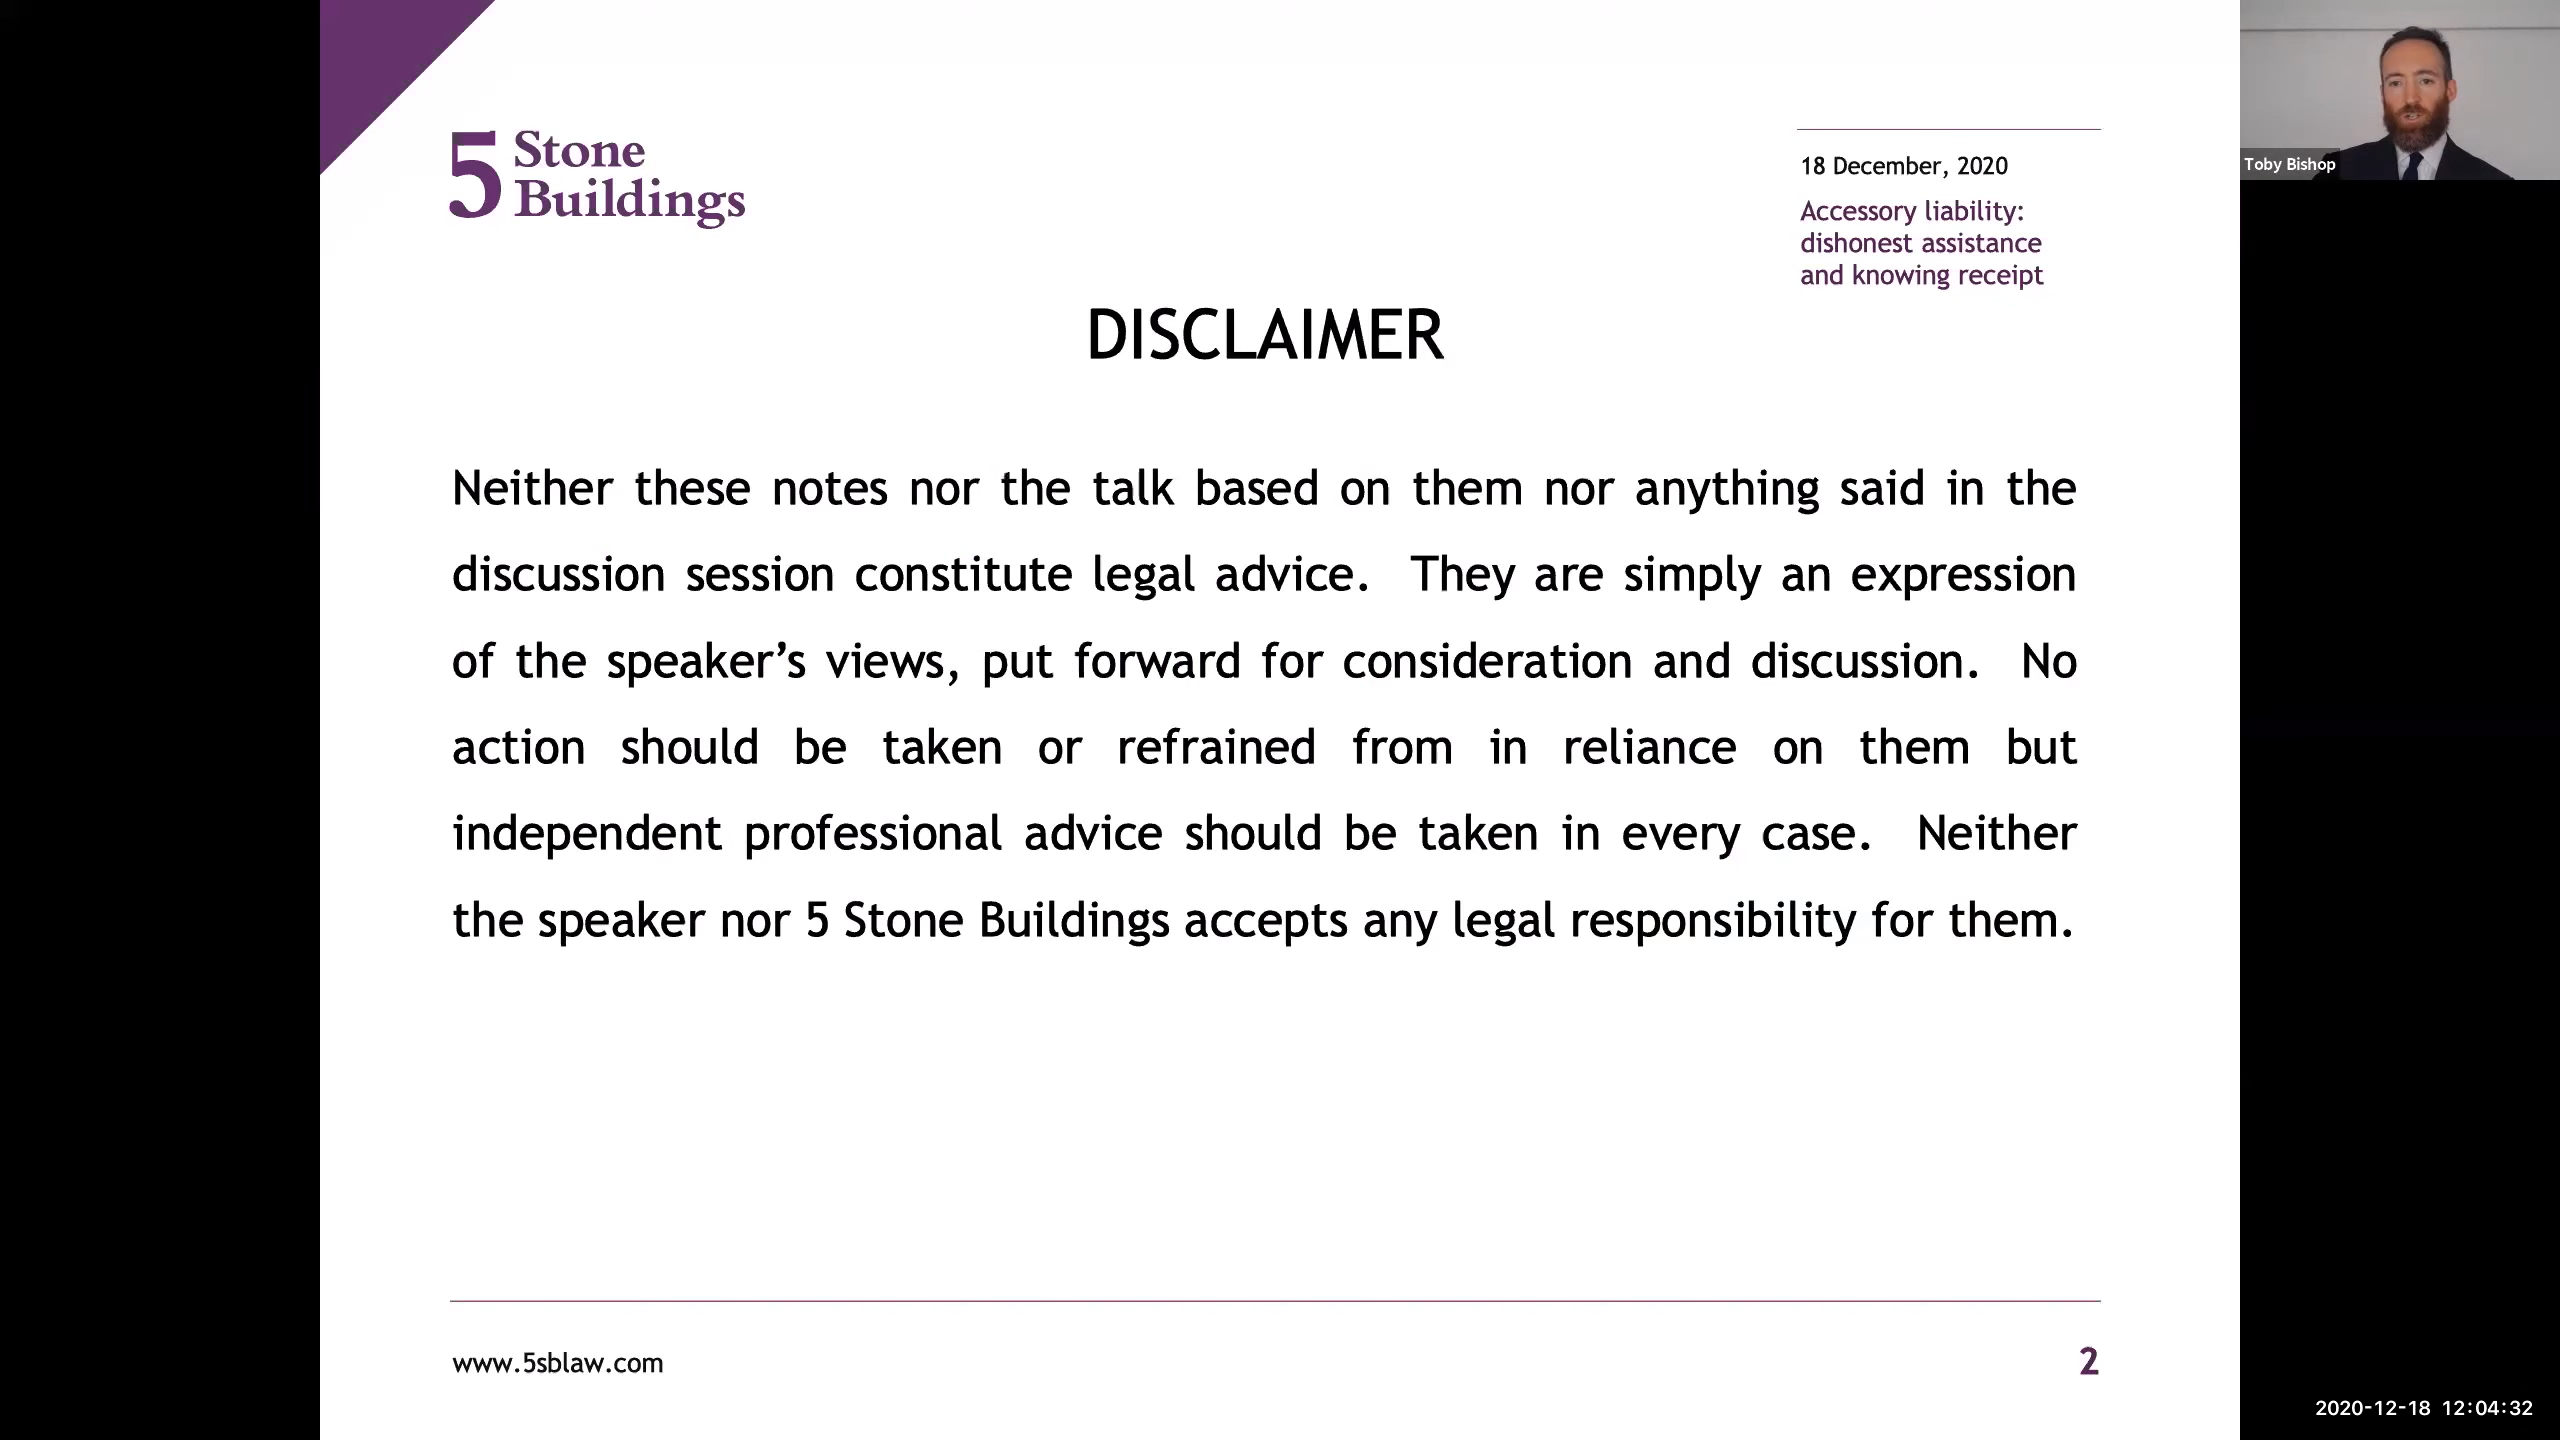 5 Stone
Buildings
18 December, 2020
Accessory liability:
dishonest assistance
and knowing receipt
Toby Bishop
DISCLAIMER
Neither these notes nor the talk based on them nor anything said in the
discussion session constitute legal advice. They are simply an expression
of the speaker’s views, put forward for consideration and discussion. No
action should be taken or refrained from in reliance on them but
independent professional advice should be taken in every case. Neither
the speaker nor 5 Stone Buildings accepts any legal responsibility for them.
www.5sblaw.com
2
2020-12-18 12:04:32